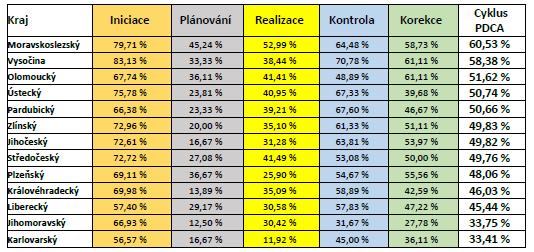 Kraj Iniciace Plánování Realizace Kontrola Korekce Cyklus PDCA
Moravskoslezský 79,71 % 45,24 % 52,99 % 64,48 % 58,73 % 60,53 %
Vysočina 83,13 % 33,33 % 38,44 % 70,78 % 61,11 % 58,38 %
Olomoucký 67,74 % 36,11 % 41,41 % 48,89 % 61,11 % 51,62 %
Ústecký 75,78 % 23,81 % 40,95 % 67,33 % 39,68 % 50,74 %
Pardubický 66,38 % 23,33 % 39,21 % 67,60 % 46,67 % 50,66 %
Zlínský 72,96 % 20,00 % 35,10 % 61,33 % 51,11 % 49,83 %
Jihočeský 72,61 % 16,67 % 31,28 % 63,81 % 53,97 % 49,82 %
Středočeský 72,72 % 27,08 % 41,49 % 53,08 % 50,00 % 49,76 %
Plzeňský 69,11 % 36,67 % 25,90 % 54,67 % 55,56 % 48,06 %
Královéhradecký 69,98 % 13,89 % 35,09 % 58,89 % 42,59 % 46,03 %
Liberecký 57,40 % 29,17 % 30,58 % 57,83 % 47,22 % 45,44 %
Jihomoravský 66,93 % 12,50 % 30,42 % 31,67 % 27,78 % 33,75 %
Karlovarský 56,57 % 16,67 % 11,92 % 45,00 % 36,11 % 33,41 %